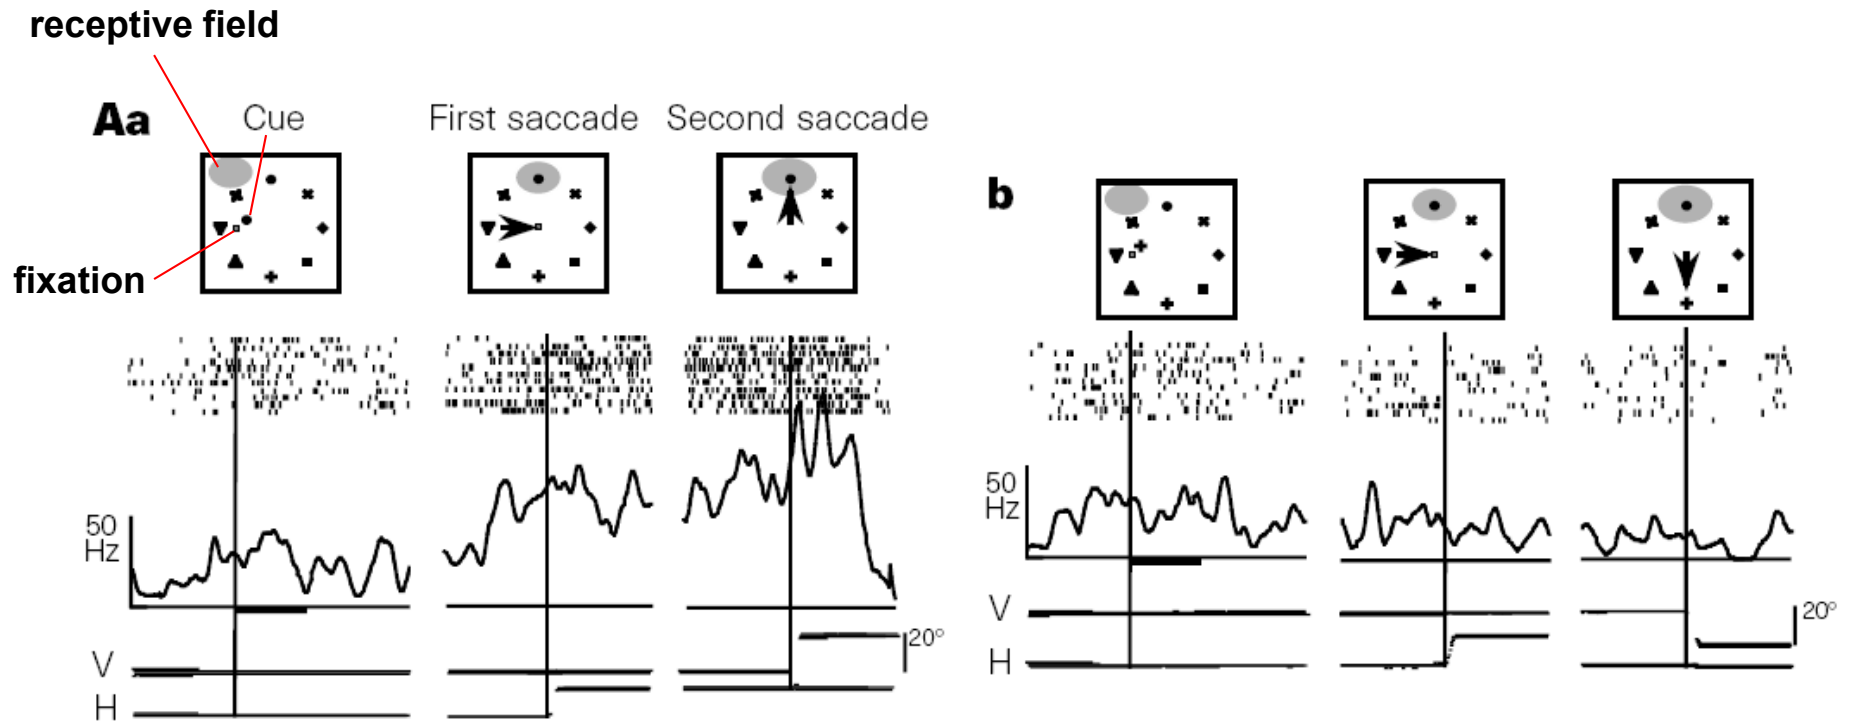 receptive field
Aa
Cue
First saccade
Second saccade
fixation
50
Hz
V
H
20°
b
50
Hz
V
H
20°